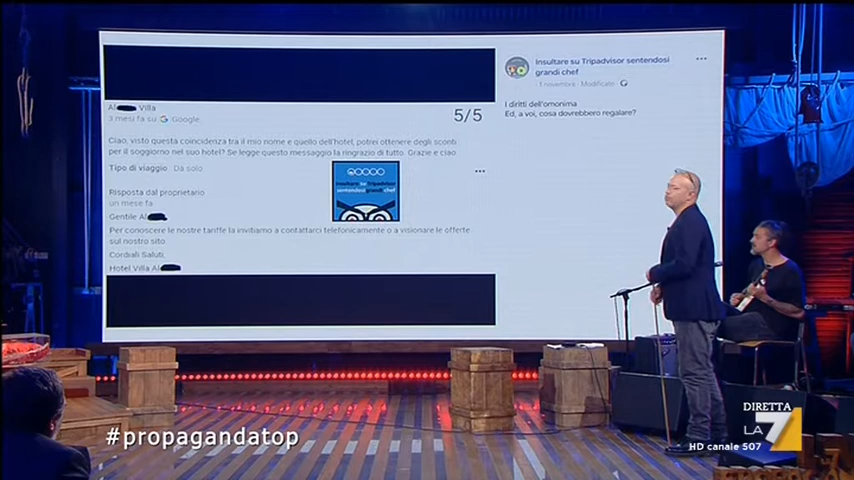 Al Villa
3 mesi fa su Google
5/5
Ciao, visto questa coincidenza tra il mio nome e quello dell'hotel, potrei ottenere degli sconti
per il soggiorno nel suo hotel? Se legge questo messaggio la ringrazio di tutto. Grazie e ciao
Tipo di viaggio Da solo
Insultare su Tripadvisor
sentendosi grandi chef
Risposta dal proprietario
un mese fa
Gentile Al
Per conoscere le nostre tariffe la invitiamo a contattarci telefonicamente o a visionare le offerte
sul nostro sito.
Cordiali Saluti,
Hotel Villa Al
Insultare su Tripadvisor sentendosi
grandi chef
1 novembre · Modificato ·
I diritti dell'omonima
Ed, a voi, cosa dovrebbero regalare?
#propagandatop
DIRETTA
LA 7
HD canale 507